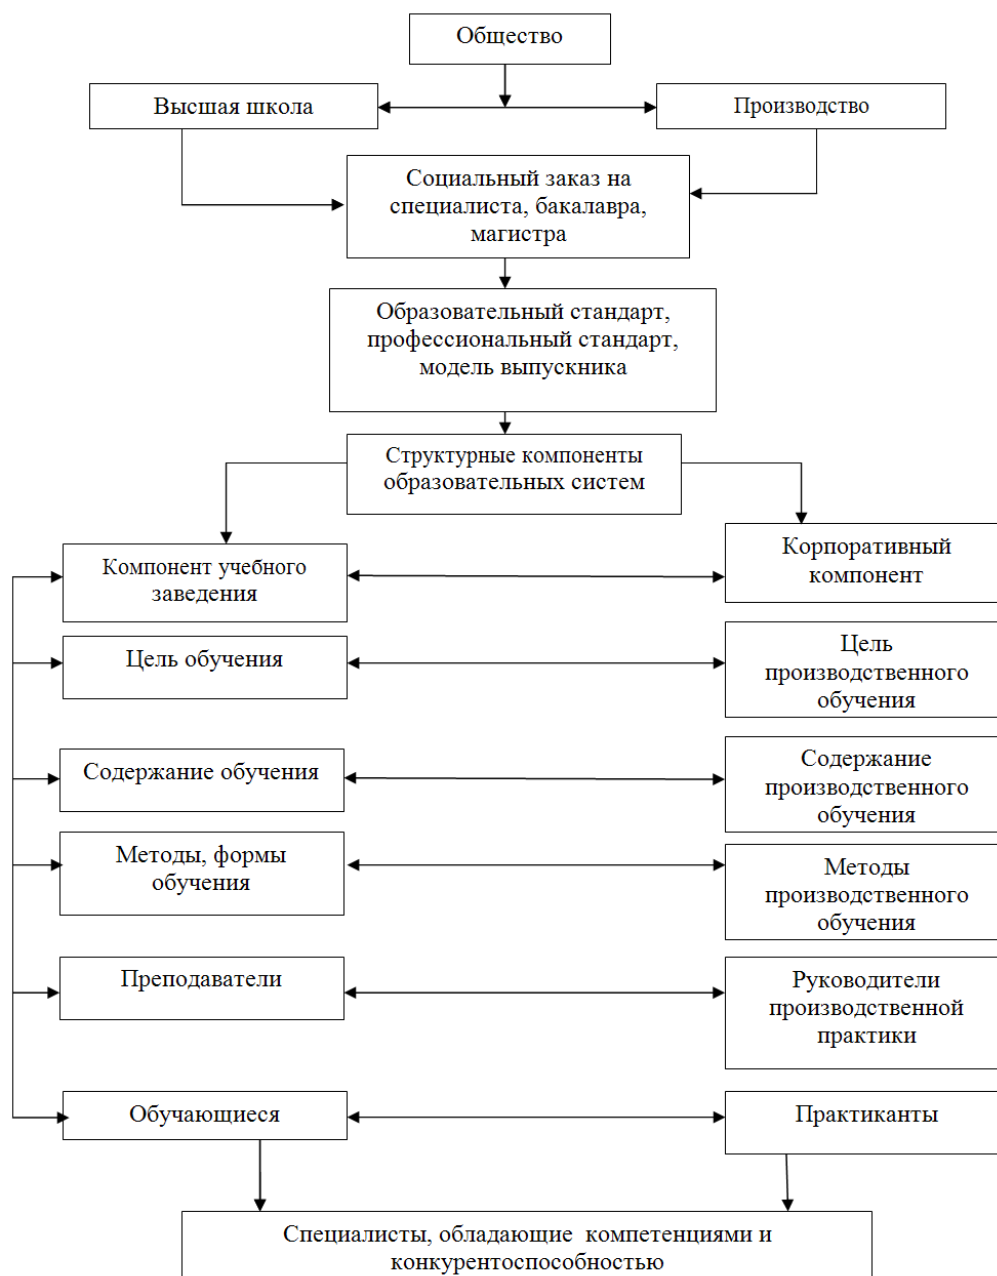 Общество
Высшая школа
Производство
Социальный заказ на
специалиста, бакалавра,
магистра
Образовательный стандарт,
профессиональный стандарт,
модель выпускника
Структурные компоненты
образовательных систем
Компонент учебного
заведения
Корпоративный
компонент
Цель обучения
Цель
производственного
обучения
Содержание обучения
Содержание
производственного
обучения
Методы, формы
обучения
Методы
производственного
обучения
Преподаватели
Руководители
производственной
практики
Обучающиеся
Практиканты
Специалисты, обладающие компетенциями и
конкурентоспособностью